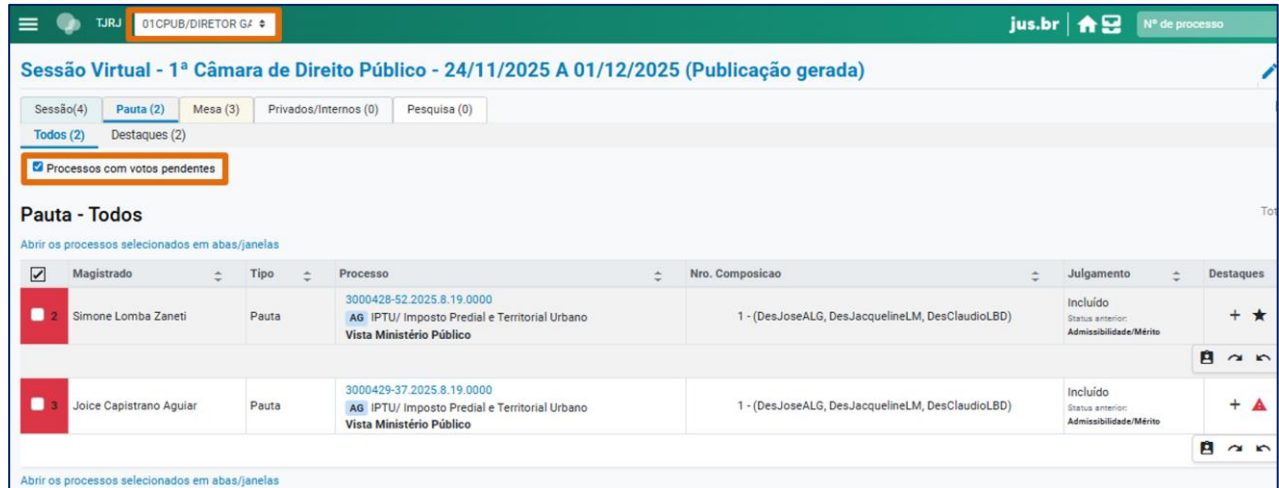 TJRJ 01CPUB/DIRETOR GA jus.br Nº de processo
Sessão Virtual - 1ª Câmara de Direito Público - 24/11/2025 A 01/12/2025 (Publicação gerada)
Sessão(4) Pauta (2) Mesa (3) Privados/Internos (0) Pesquisa (0)
Todos (2) Destaques (2)
Processos com votos pendentes
Pauta - Todos
Abrir os processos selecionados em abas/janelas
Magistrado Tipo Processo Nro. Composicao Julgamento Destaques
3000428-52.2025.8.19.0000
2 Simone Lomba Zaneti Pauta AG IPTU/ Imposto Predial e Territorial Urbano 1 - (DesJoseALG, DesJacquelineLM, DesClaudioLBD) Incluído
Status anterior:
Vista Ministério Público Admissibilidade/Mérito
3000429-37.2025.8.19.0000
3 Joice Capistrano Aguiar Pauta AG IPTU/ Imposto Predial e Territorial Urbano 1 - (DesJoseALG, DesJacquelineLM, DesClaudioLBD) Incluído
Status anterior:
Vista Ministério Público Admissibilidade/Mérito
Abrir os processos selecionados em abas/janelas